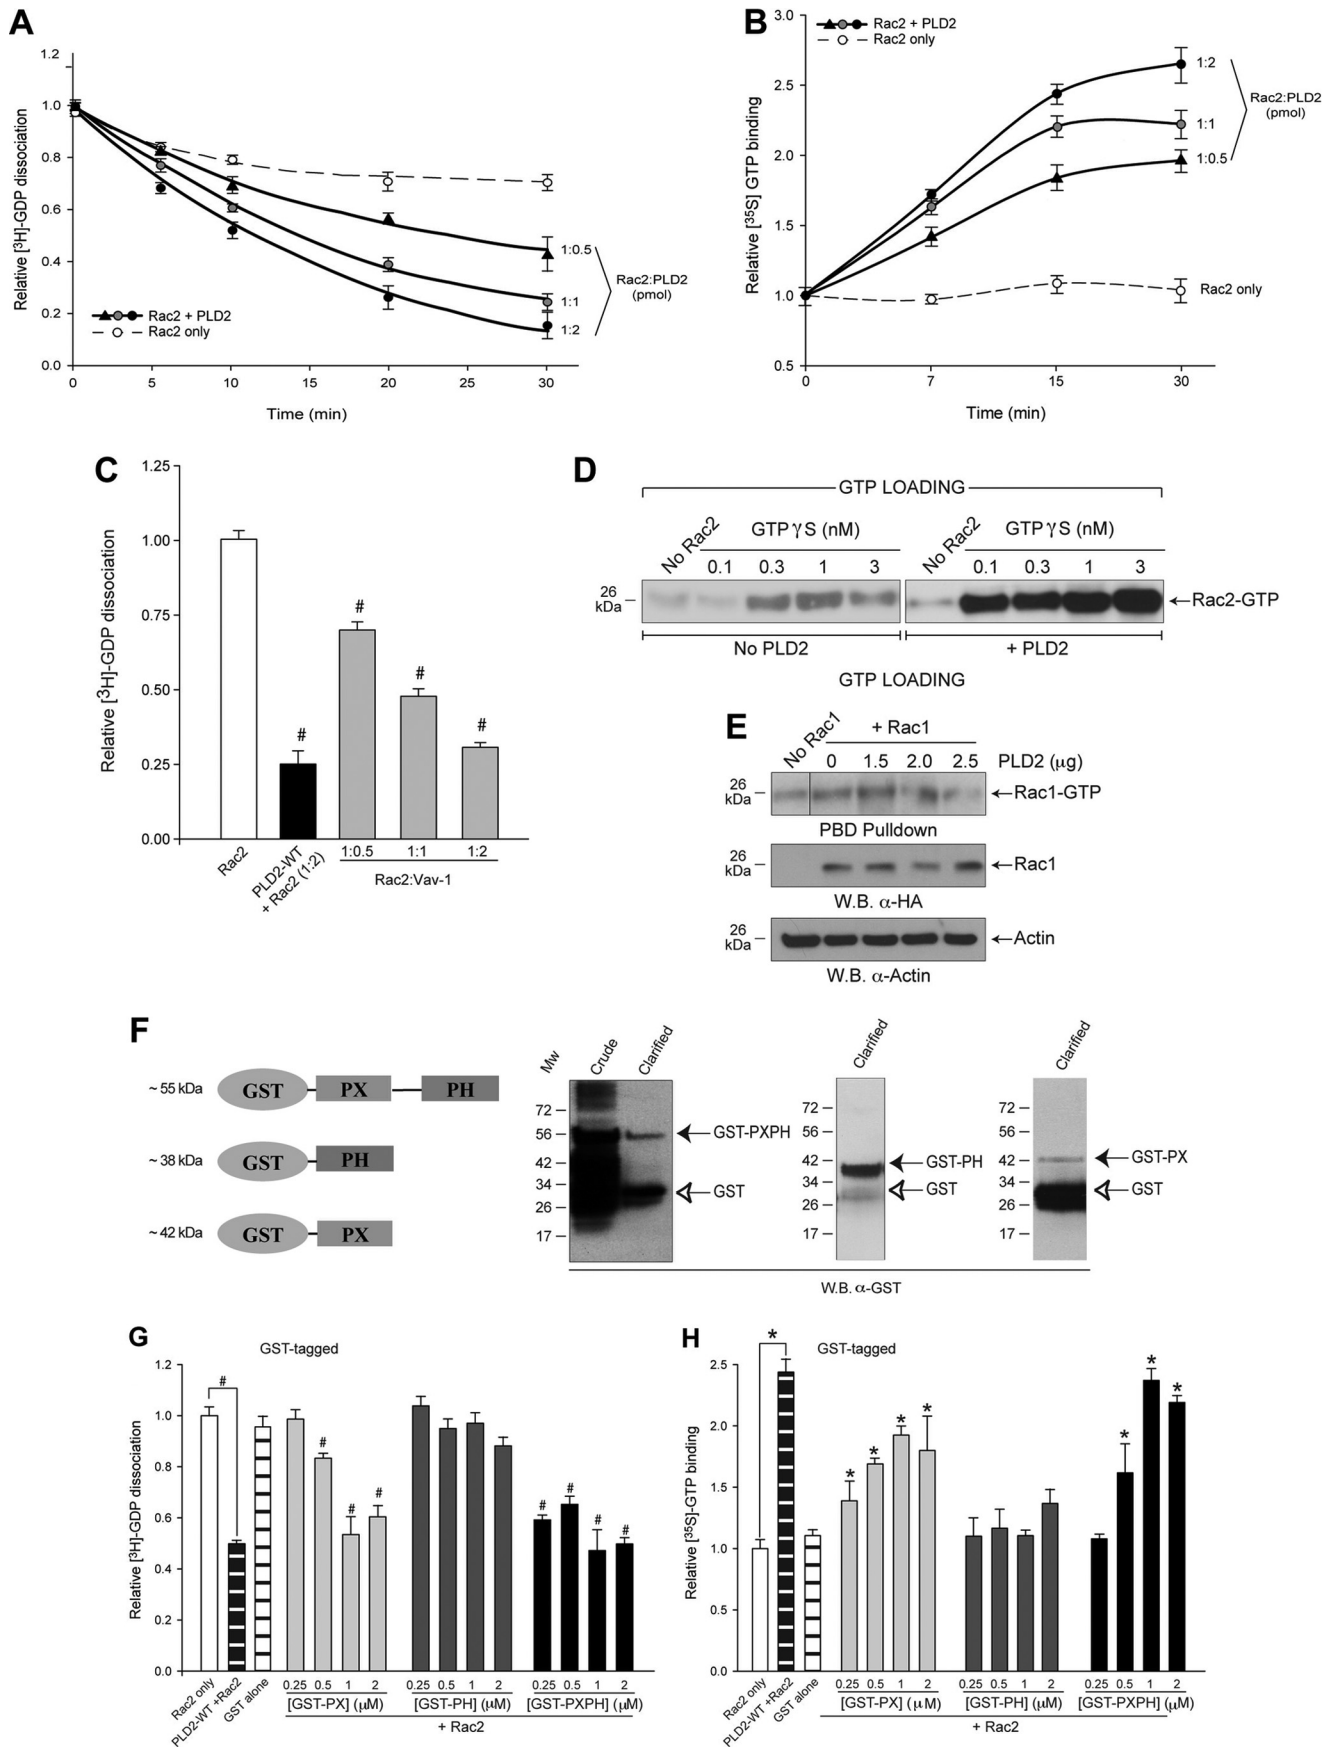 A
1.2
1.0
0.8
0.6
0.4
0.2
0.0
Relative [³H]-GDP dissociation
Rac2 + PLD2
Rac2 only
1:0.5
1:1
1:2
Rac2:PLD2
(pmol)
0 5 10 15 20 30
Time (min)
B
3.0
2.5
2.0
1.5
1.0
0.5
Relative [³⁵S] GTP binding
Rac2 + PLD2
Rac2 only
1:2
1:1
1:0.5
Rac2:PLD2
(pmol)
Rac2 only
0 7 15 30
Time (min)
C
1.25
1.00
0.75
0.50
0.25
0.00
Relative [³H]-GDP dissociation
# # # #
Rac2
PLD2-WT
+ Rac2 (1:2)
1:0.5 1:1 1:2
Rac2:Vav-1
D
GTP LOADING
No Rac2
GTPγS (nM)
0.1 0.3 1 3
No Rac2
GTPγS (nM)
0.1 0.3 1 3
26
kDa
Rac2-GTP
No PLD2
+ PLD2
GTP LOADING
E
No Rac1
+ Rac1
0 1.5 2.0 2.5 PLD2 (μg)
26
kDa
Rac1-GTP
PBD Pulldown
26
kDa
Rac1
W.B. α-HA
26
kDa
Actin
W.B. α-Actin
F
~55 kDa GST PX PH
~38 kDa GST PH
~42 kDa GST PX
Mw Crude Clarified
72
56
42
34
26
17
GST-PXPH
GST
Clarified
72
56
42
34
26
17
GST-PH
GST
Clarified
72
56
42
34
26
17
GST-PX
GST
W.B. α-GST
G
GST-tagged
1.2
1.0
0.8
0.6
0.4
0.2
0.0
Relative [³H]-GDP dissociation
# # # # # # # #
Rac2 only
PLD2-WT +Rac2
GST alone
0.25 0.5 1 2 0.25 0.5 1 2 0.25 0.5 1 2
[GST-PX] (μM) [GST-PH] (μM) [GST-PXPH] (μM)
+ Rac2
H
GST-tagged
2.5
2.0
1.5
1.0
0.5
0.0
Relative [³⁵S]-GTP binding
* * * * * * * *
Rac2 only
PLD2-WT +Rac2
GST alone
0.25 0.5 1 2 0.25 0.5 1 2 0.25 0.5 1 2
[GST-PX] (μM) [GST-PH] (μM) [GST-PXPH] (μM)
+ Rac2